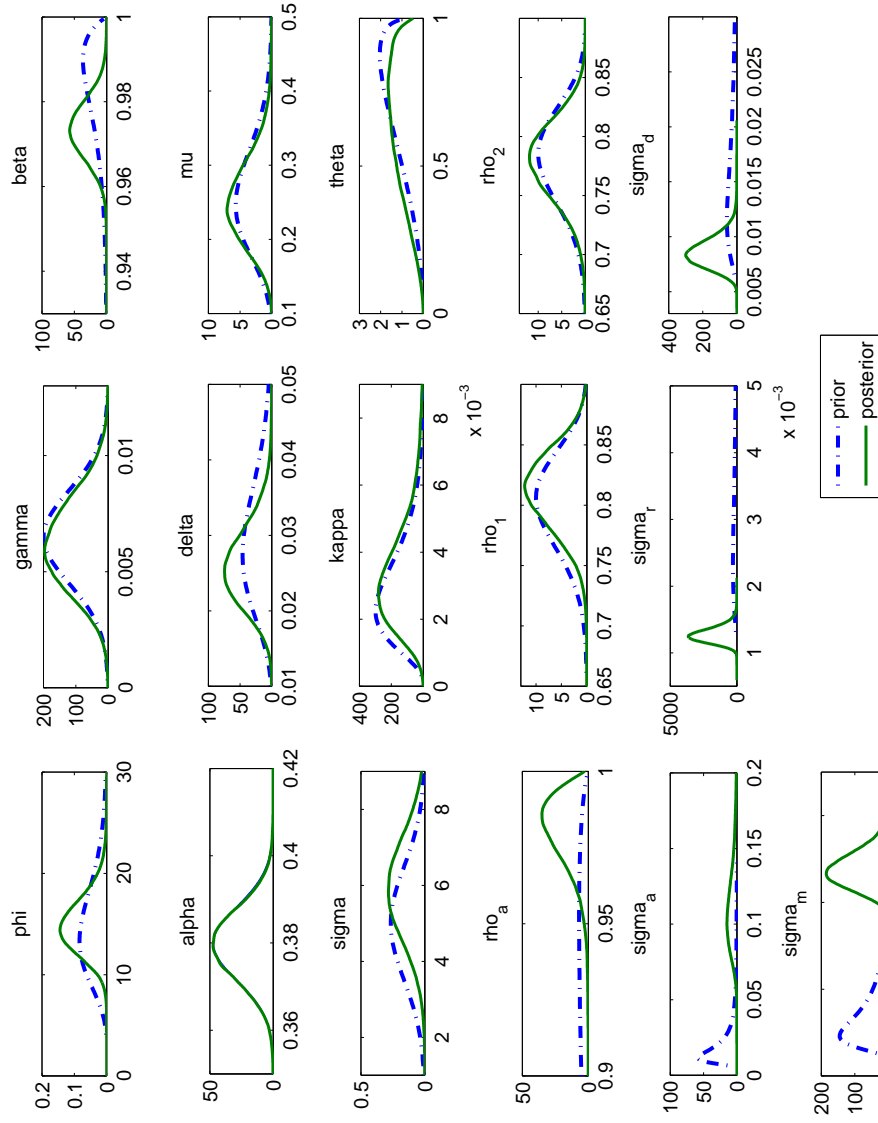 phi
0.2
0.1
0
0 10 20 30
gamma
200
100
0
0 0.005 0.01
beta
100
50
0
0.94 0.96 0.98 1
alpha
50
0
0.36 0.38 0.4 0.42
delta
100
50
0
0.01 0.02 0.03 0.04 0.05
mu
10
5
0
0.1 0.2 0.3 0.4 0.5
sigma
0.5
0
2 4 6 8
kappa
400
200
0
0 2 4 6 8
x 10⁻³
theta
3
2
1
0
0 0.5 1
rho_a
50
0
0.9 0.95 1
rho_1
10
5
0
0.65 0.7 0.75 0.8 0.85
rho_2
10
5
0
0.65 0.7 0.75 0.8 0.85
sigma_a
100
50
0
0 0.05 0.1 0.15 0.2
sigma_r
5000
0
1 2 3 4 5
x 10⁻³
sigma_d
400
200
0
0.005 0.01 0.015 0.02 0.025
sigma_m
200
100
prior
posterior